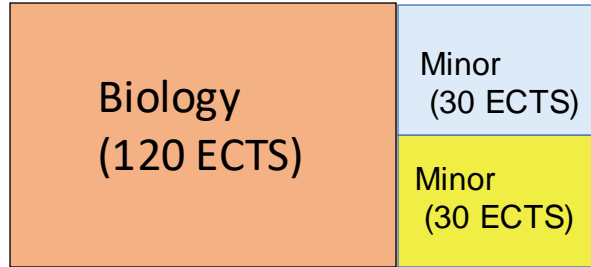 Biology
(120 ECTS)
Minor
(30 ECTS)
Minor
(30 ECTS)